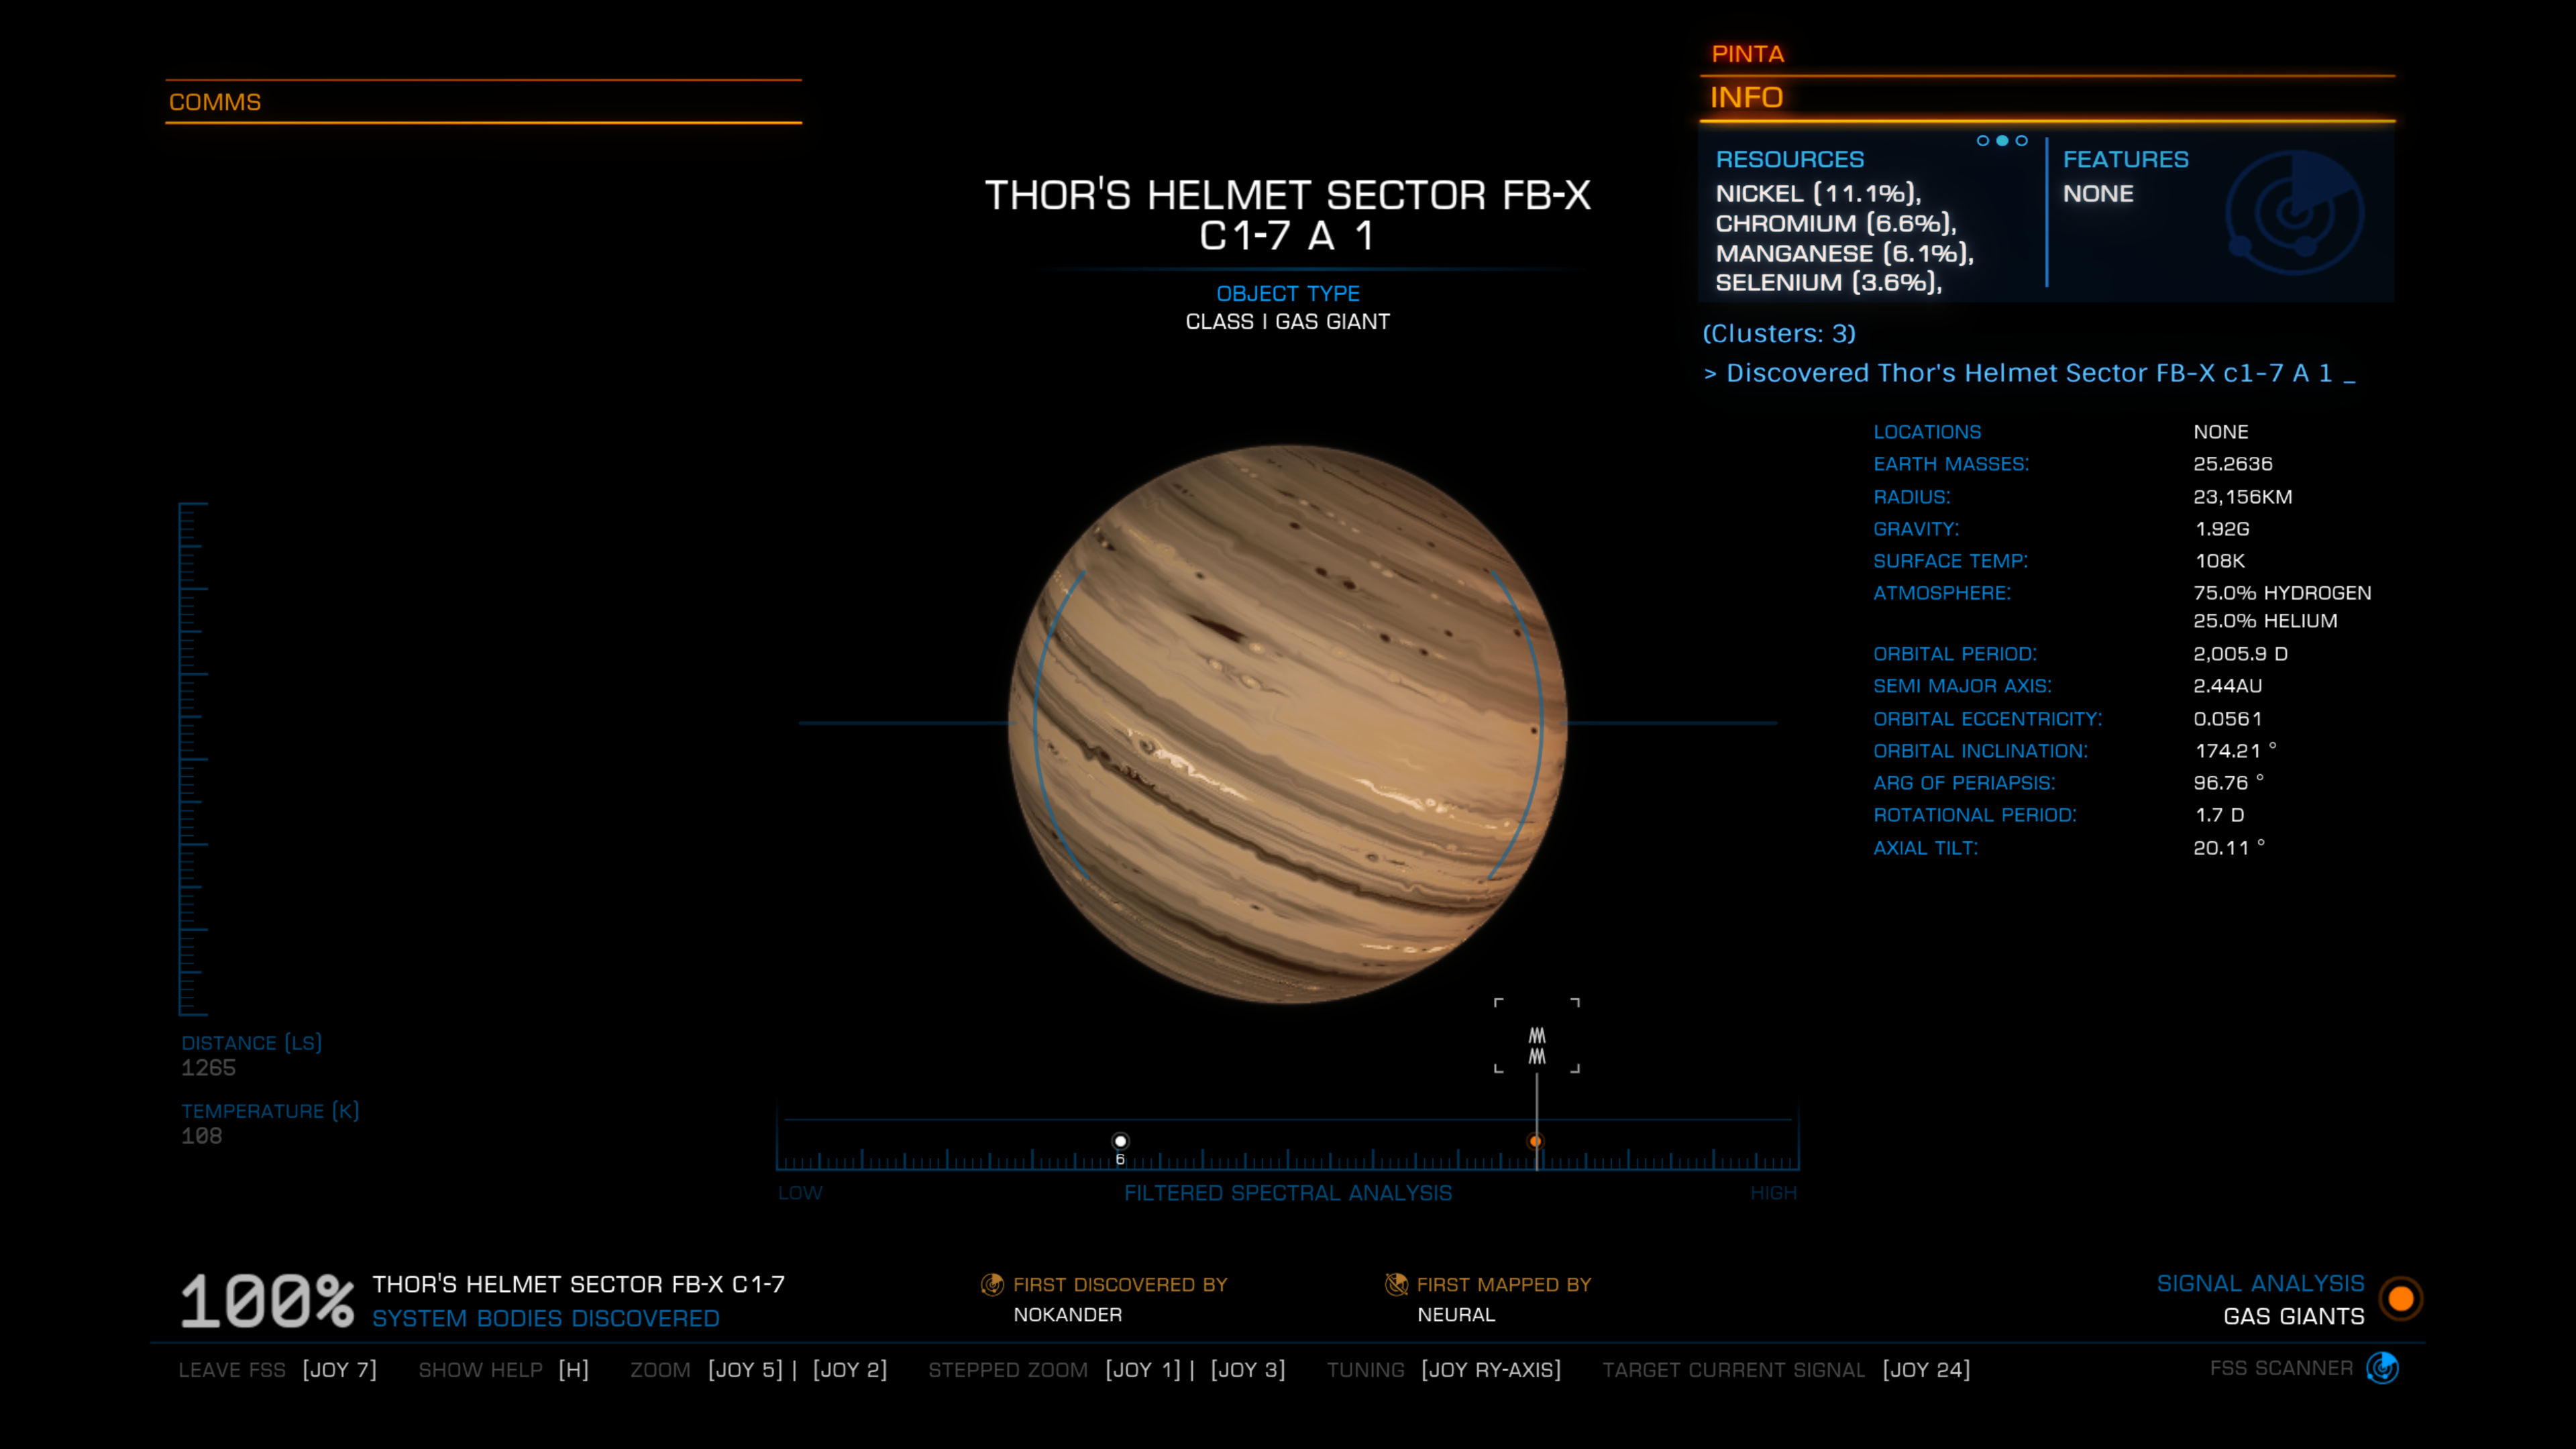 PINTA
COMMS
INFO
RESOURCES
NICKEL (11.1%),
CHROMIUM (6.6%),
MANGANESE (6.1%),
SELENIUM (3.6%),
FEATURES
NONE
(Clusters: 3)
> Discovered Thor's Helmet Sector FB-X c1-7 A 1 _
THOR'S HELMET SECTOR FB-X
C1-7 A 1
OBJECT TYPE
CLASS I GAS GIANT
LOCATIONS NONE
EARTH MASSES: 25.2636
RADIUS: 23,156KM
GRAVITY: 1.92G
SURFACE TEMP: 108K
ATMOSPHERE: 75.0% HYDROGEN
25.0% HELIUM
ORBITAL PERIOD: 2,005.9 D
SEMI MAJOR AXIS: 2.44AU
ORBITAL ECCENTRICITY: 0.0561
ORBITAL INCLINATION: 174.21 °
ARG OF PERIAPSIS: 96.76 °
ROTATIONAL PERIOD: 1.7 D
AXIAL TILT: 20.11 °
DISTANCE (LS)
1265
TEMPERATURE (K)
108
6
LOW FILTERED SPECTRAL ANALYSIS HIGH
100% THOR'S HELMET SECTOR FB-X C1-7
SYSTEM BODIES DISCOVERED
FIRST DISCOVERED BY
NOKANDER
FIRST MAPPED BY
NEURAL
SIGNAL ANALYSIS
GAS GIANTS
LEAVE FSS [JOY 7] SHOW HELP [H] ZOOM [JOY 5] | [JOY 2] STEPPED ZOOM [JOY 1] | [JOY 3] TUNING [JOY RY-AXIS] TARGET CURRENT SIGNAL [JOY 24] FSS SCANNER